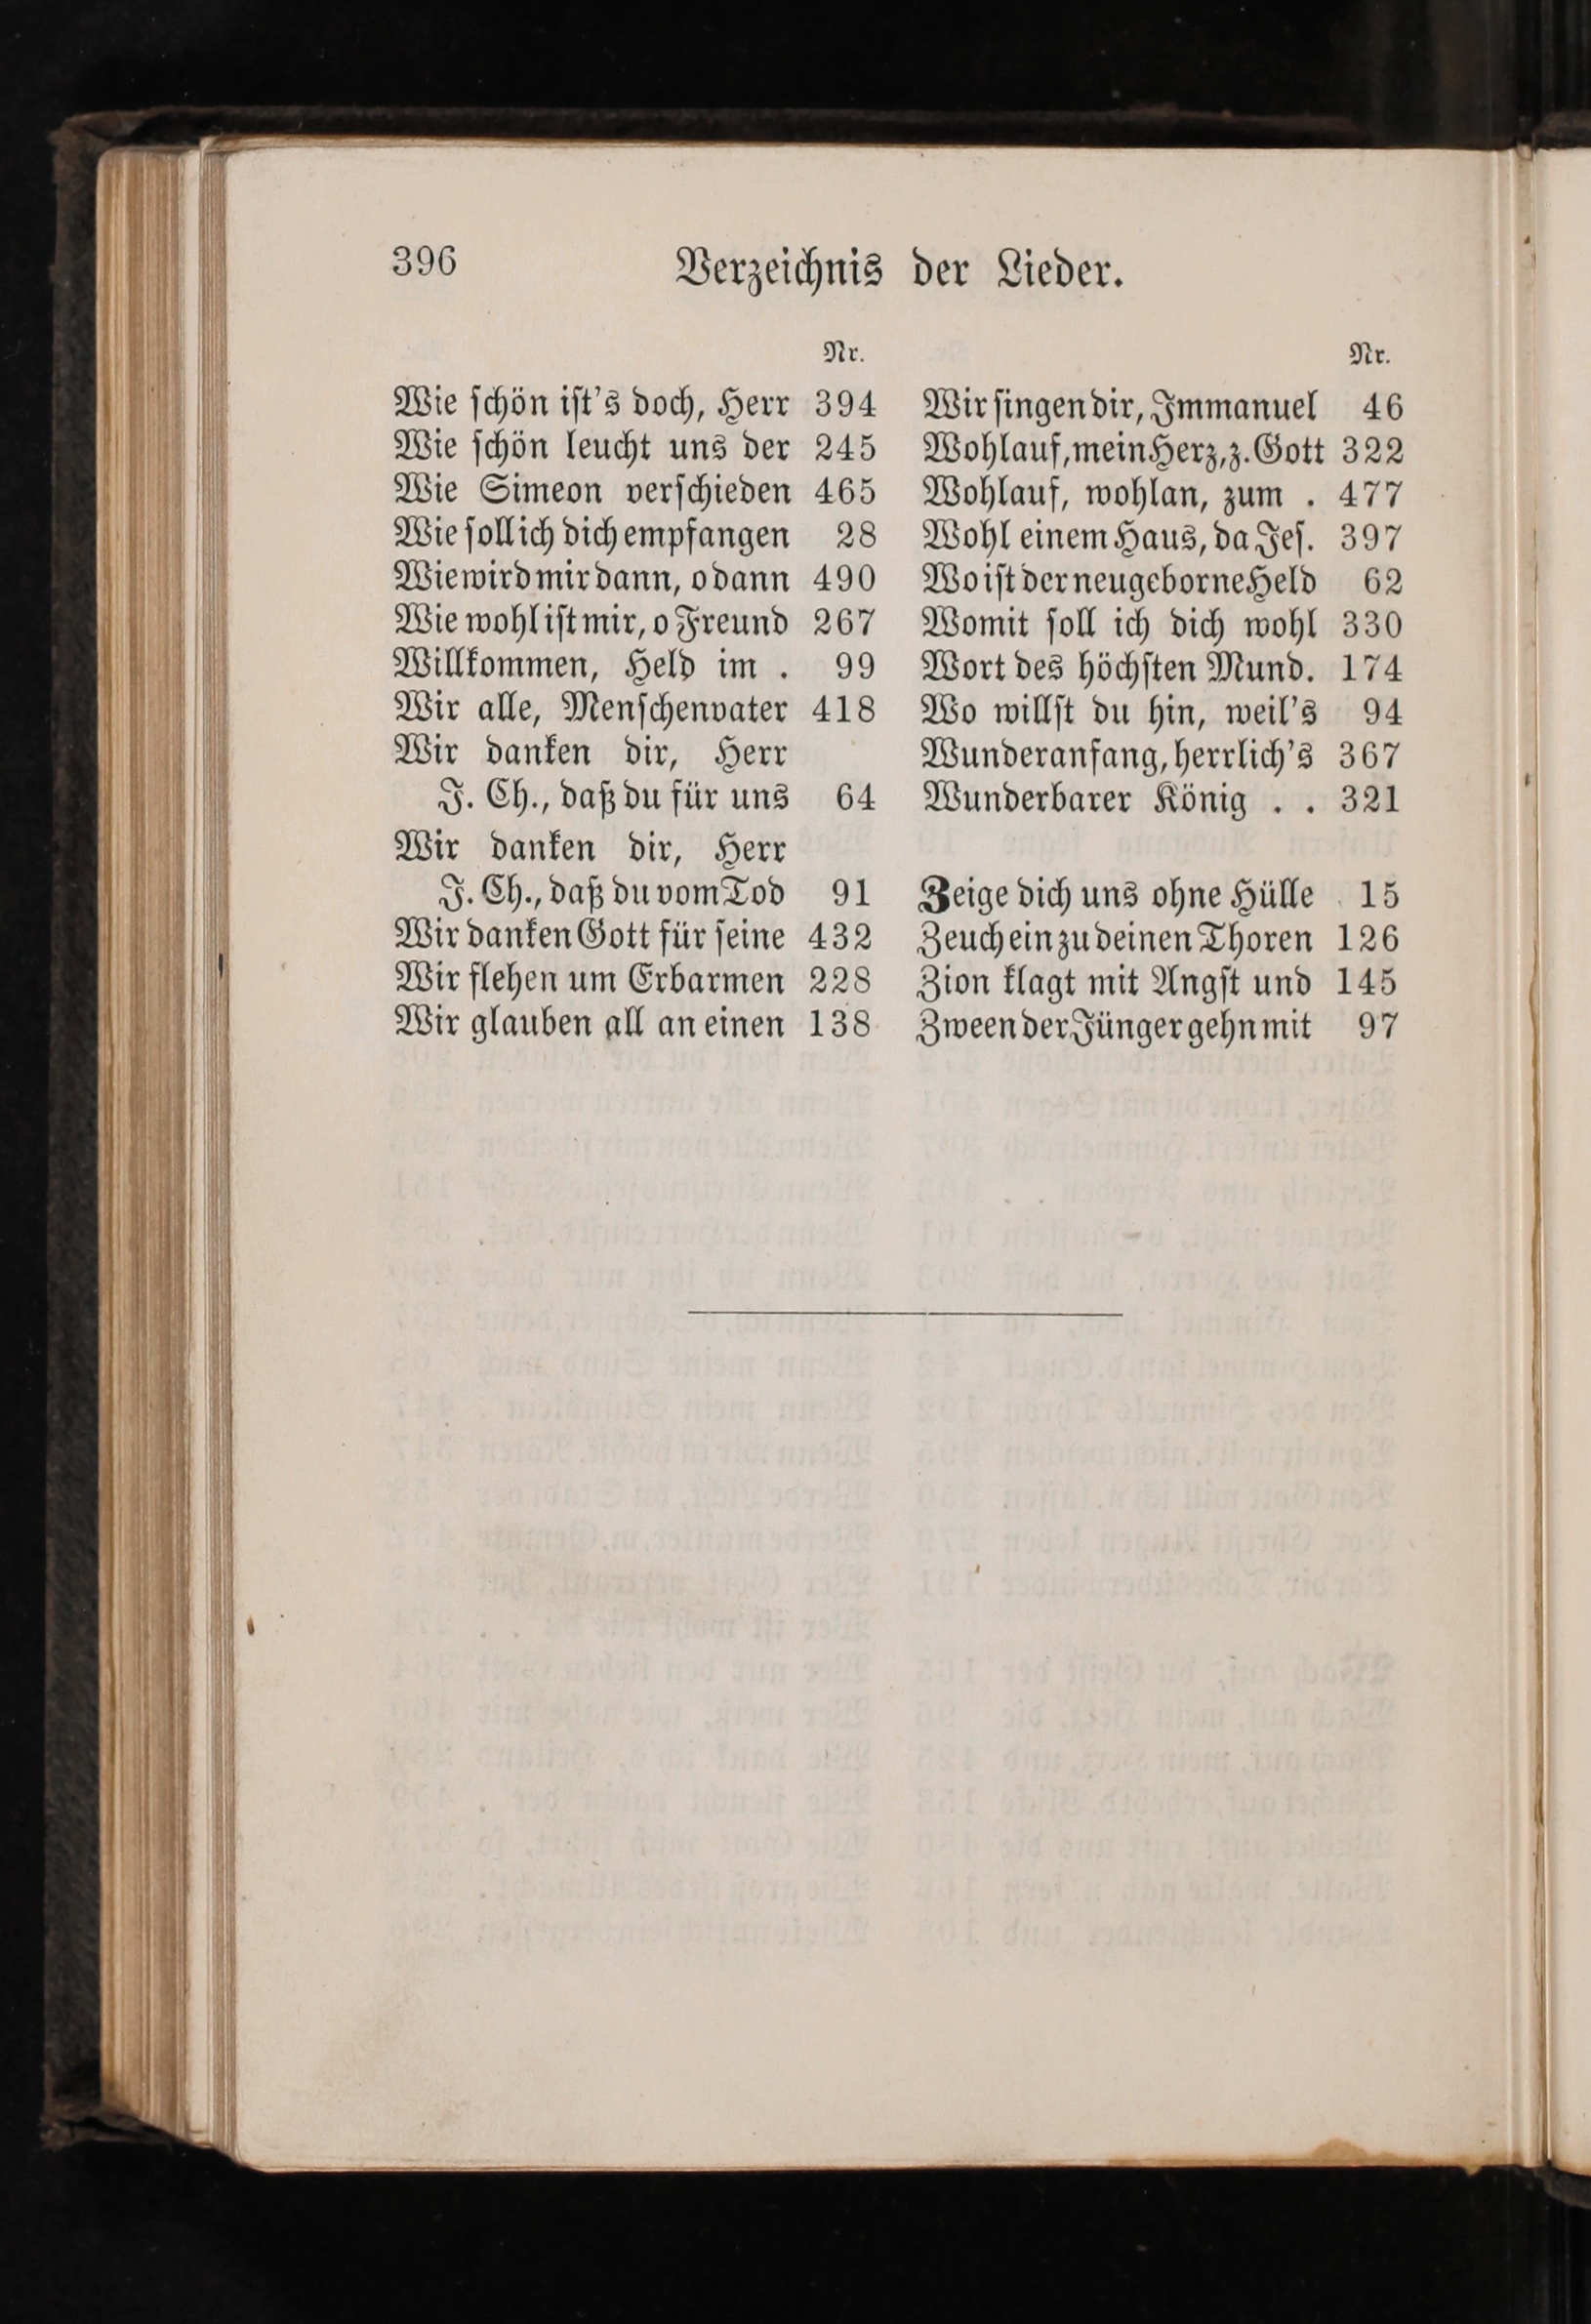 396 Verzeichnis der Lieder.
Nr.
Wie schön ist's doch, Herr 394
Wie schön leucht uns der 245
Wie Simeon verschieden 465
Wie soll ich dich empfangen 28
Wie wird mir dann, o dann 490
Wie wohl ist mir, o Freund 267
Willkommen, Held im . 99
Wir alle, Menschenvater 418
Wir danken dir, Herr
J. Ch., daß du für uns 64
Wir danken dir, Herr
J. Ch., daß du vom Tod 91
Wir danken Gott für seine 432
Wir flehen um Erbarmen 228
Wir glauben all an einen 138
Nr.
Wir singen dir, Immanuel 46
Wohlauf, mein Herz, z. Gott 322
Wohlauf, wohlan, zum . 477
Wohl einem Haus, da Jes. 397
Wo ist der neugeborne Held 62
Womit soll ich dich wohl 330
Wort des höchsten Mund. 174
Wo willst du hin, weil's 94
Wunderanfang, herrlich's 367
Wunderbarer König . . 321
Zeige dich uns ohne Hülle 15
Zeuch ein zu deinen Thoren 126
Zion klagt mit Angst und 145
Zween der Jünger gehn mit 97